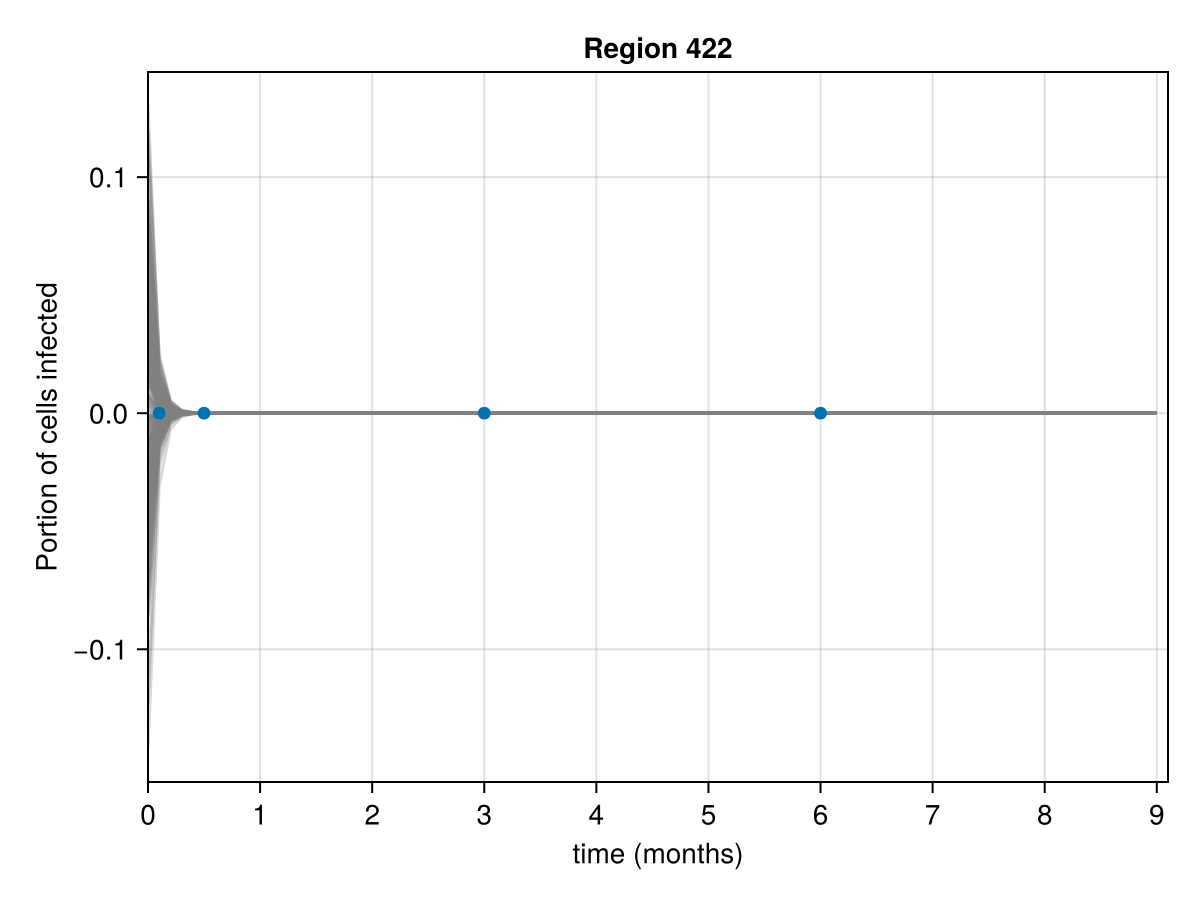 Region 422
Portion of cells infected
0.1
0.0
−0.1
0 1 2 3 4 5 6 7 8 9
time (months)